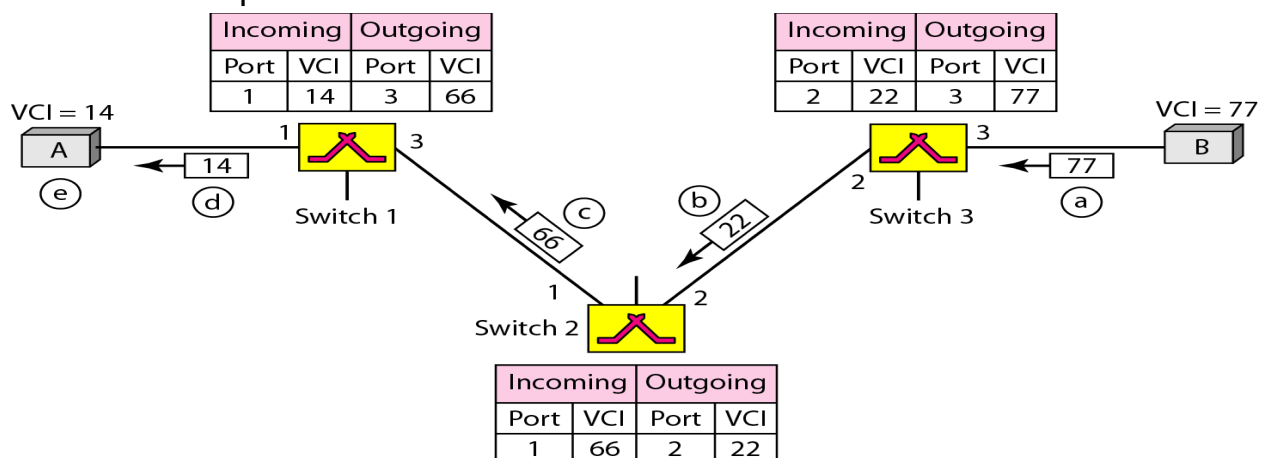 Incoming Outgoing
Port VCI Port VCI
1 14 3 66
Incoming Outgoing
Port VCI Port VCI
2 22 3 77
VCI = 14
VCI = 77
A
1
3
3
B
14
77
2
e
d
Switch 1
c
66
b
22
Switch 3
a
1
2
Switch 2
Incoming Outgoing
Port VCI Port VCI
1 66 2 22